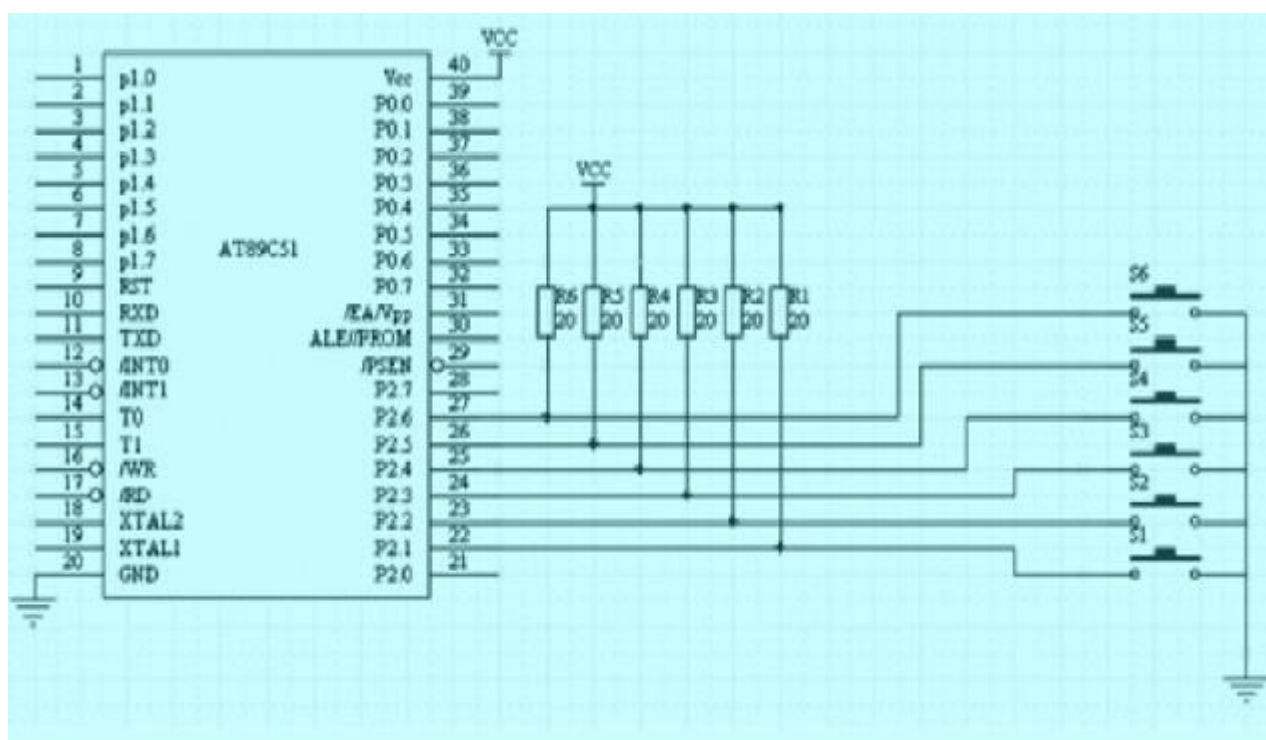 VCC
1 p1.0 Vcc 40
2 p1.1 P0.0 39
3 p1.2 P0.1 38
4 p1.3 P0.2 37
5 p1.4 P0.3 36
6 p1.5 P0.4 35
7 p1.6 P0.5 34
8 p1.7 P0.6 33
9 RST P0.7 32
10 RXD /EA/Vpp 31
11 TXD ALE//PROM 30
12 /INT0 /PSEN 29
13 /INT1 P2.7 28
14 T0 P2.6 27
15 T1 P2.5 26
16 /WR P2.4 25
17 /RD P2.3 24
18 XTAL2 P2.2 23
19 XTAL1 P2.1 22
20 GND P2.0 21
AT89C51
VCC
R6 R5 R4 R3 R2 R1
20 20 20 20 20 20
S6
S5
S4
S3
S2
S1